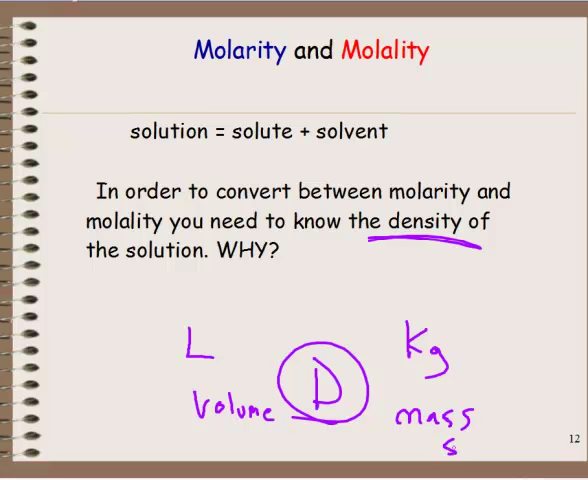 Molarity and Molality
solution = solute + solvent
In order to convert between molarity and
molality you need to know the density of
the solution. WHY?
L D Kg
Volume mass
s
12